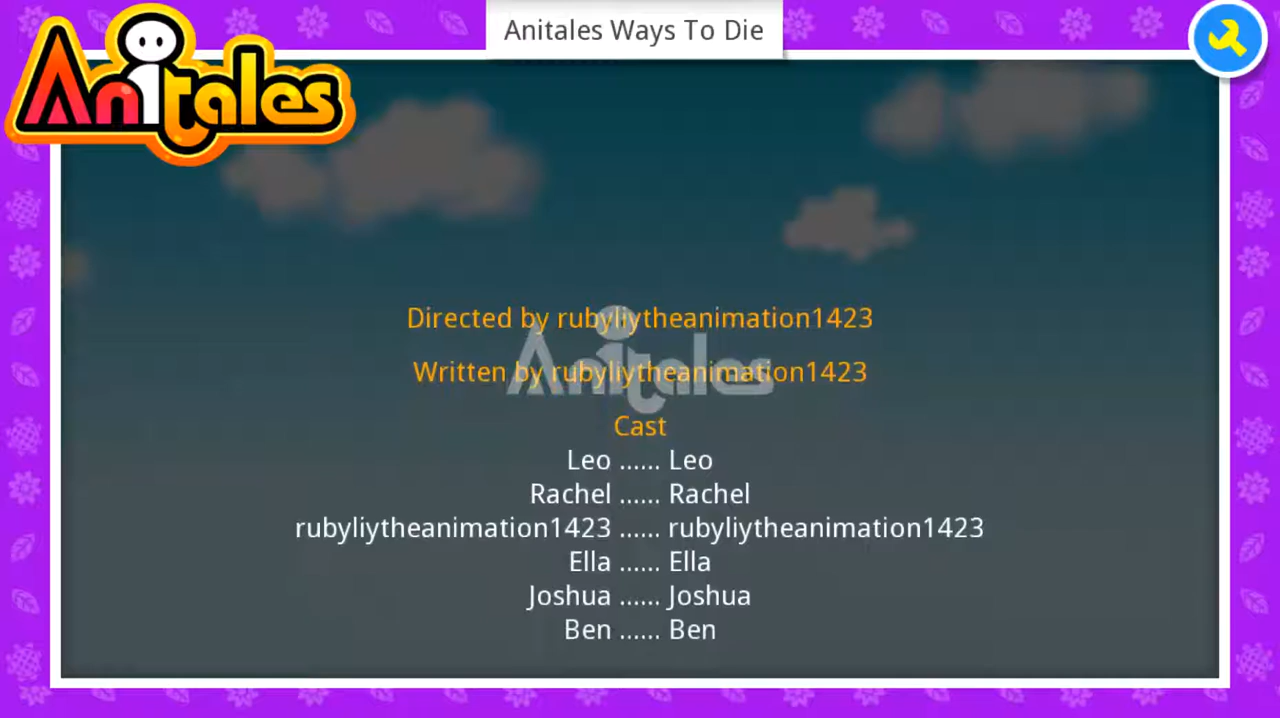 Anitales Ways To Die
Anitales
Directed by rubyliytheanimation1423
Anitales
Written by rubyliytheanimation1423
Cast
Leo ...... Leo
Rachel ...... Rachel
rubyliytheanimation1423 ...... rubyliytheanimation1423
Ella ...... Ella
Joshua ...... Joshua
Ben ...... Ben